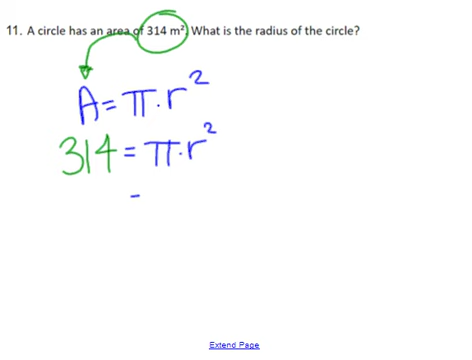 11. A circle has an area of 314 m². What is the radius of the circle?
A = π · r²
314 = π · r²
=
Extend Page